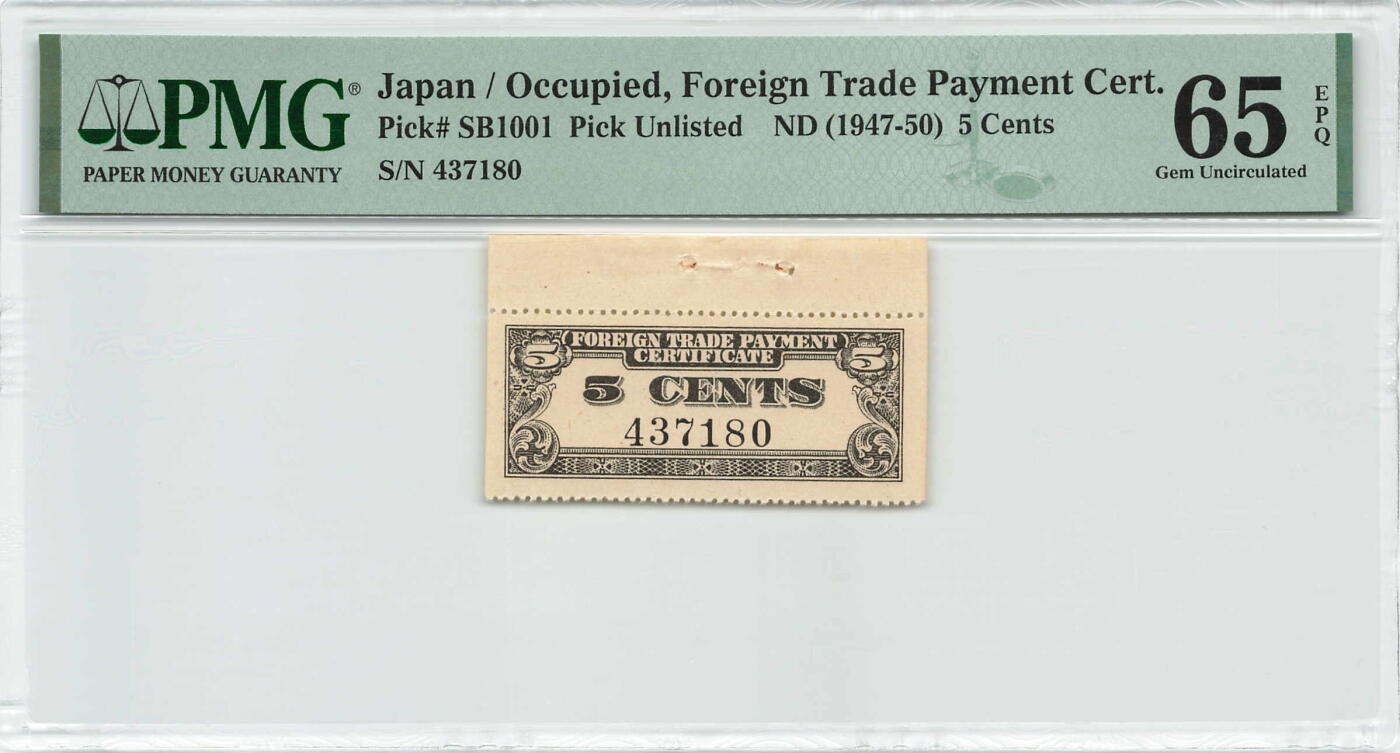 PMG®
PAPER MONEY GUARANTY
Japan / Occupied, Foreign Trade Payment Cert.
Pick# SB1001 Pick Unlisted ND (1947-50) 5 Cents
S/N 437180
65
EPQ
Gem Uncirculated
5 FOREIGN TRADE PAYMENT 5
CERTIFICATE
5 CENTS
437180